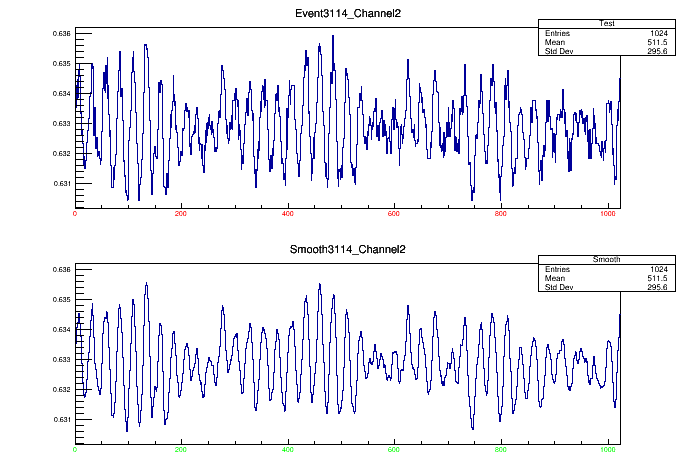 Event3114_Channel2
Test
Entries 1024
Mean 511.5
Std Dev 295.6
0.636
0.635
0.634
0.633
0.632
0.631
0 200 400 600 800 1000
Smooth3114_Channel2
Smooth
Entries 1024
Mean 511.5
Std Dev 295.6
0.636
0.635
0.634
0.633
0.632
0.631
0 200 400 600 800 1000